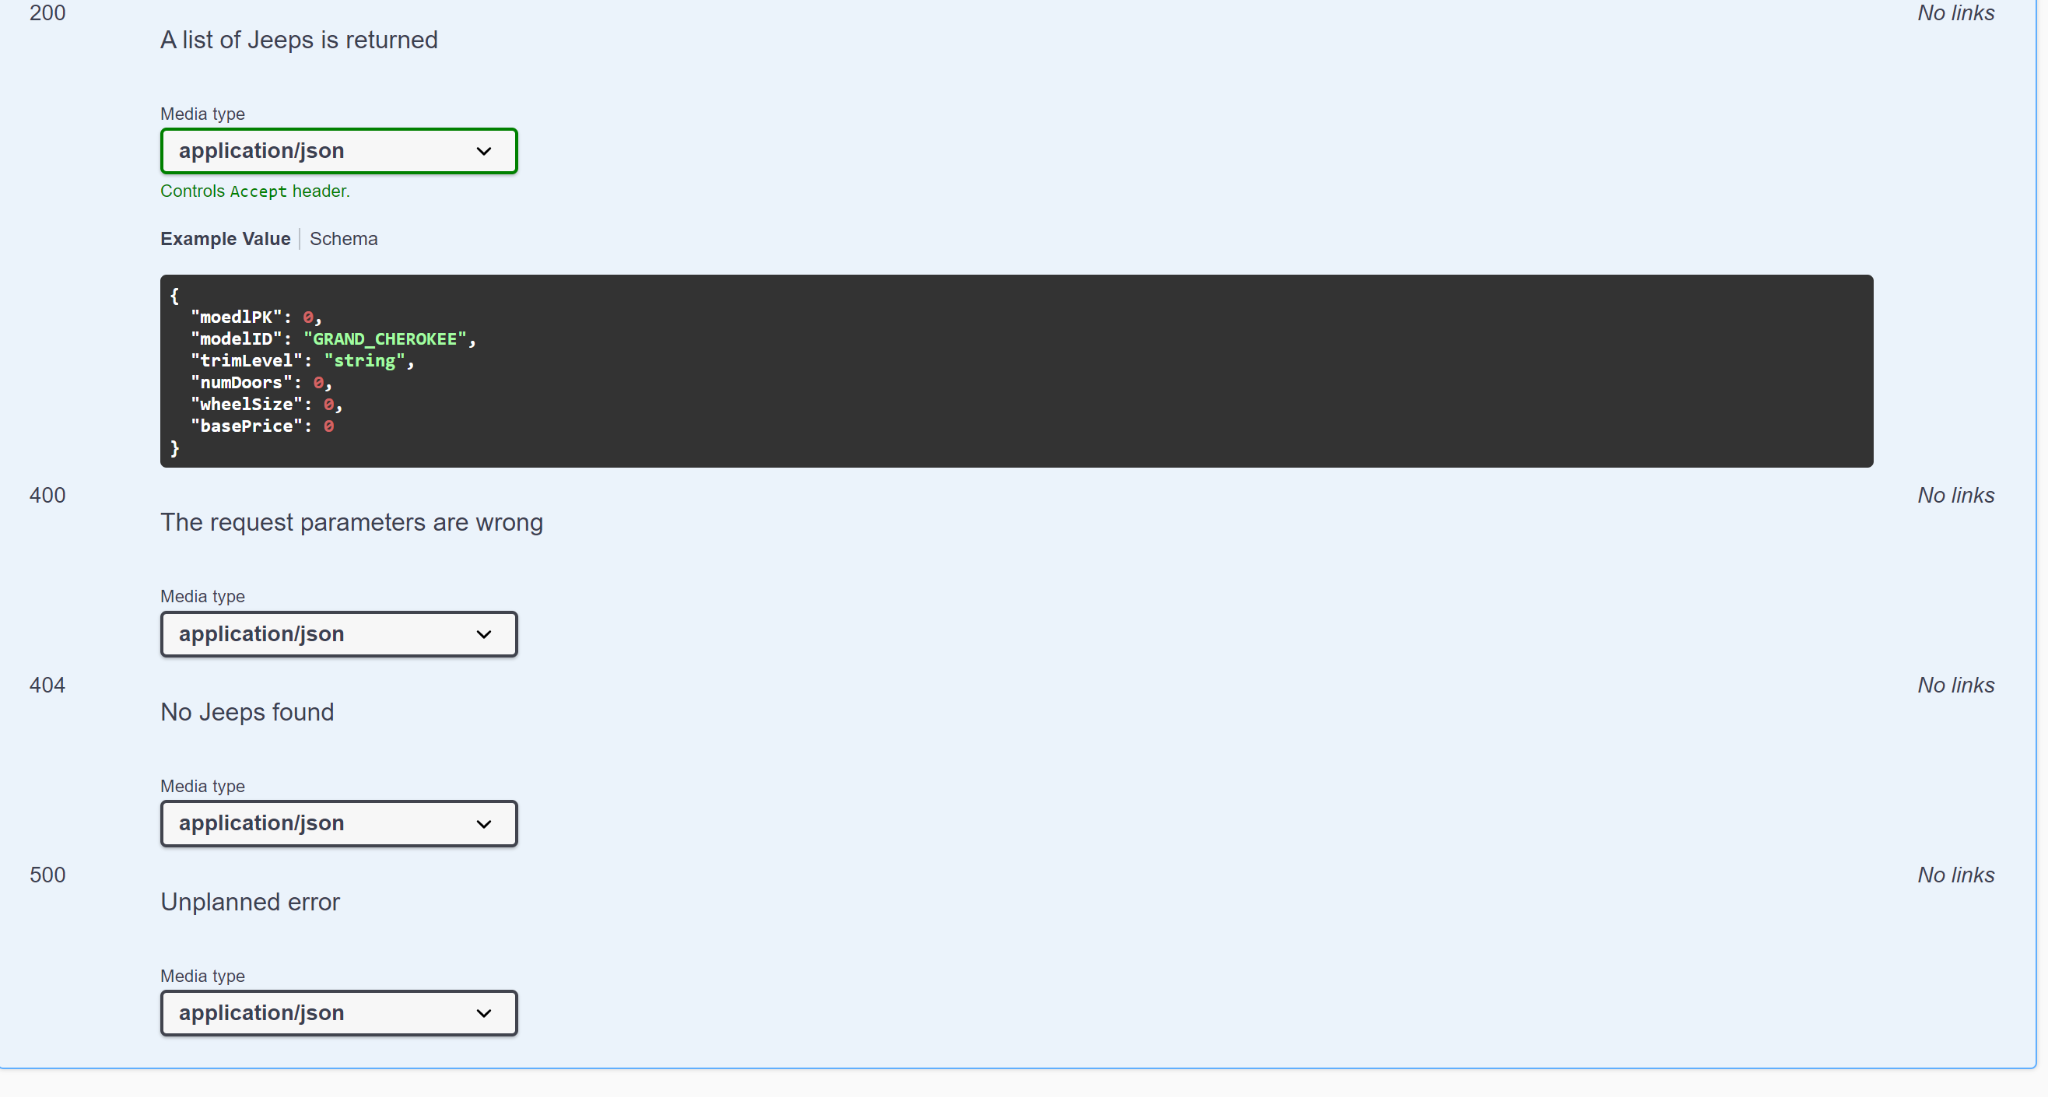 200 No links
A list of Jeeps is returned
Media type
application/json
Controls Accept header.
Example Value | Schema
{
  "moedlPK": 0,
  "modelID": "GRAND_CHEROKEE",
  "trimLevel": "string",
  "numDoors": 0,
  "wheelSize": 0,
  "basePrice": 0
}
400 No links
The request parameters are wrong
Media type
application/json
404 No links
No Jeeps found
Media type
application/json
500 No links
Unplanned error
Media type
application/json